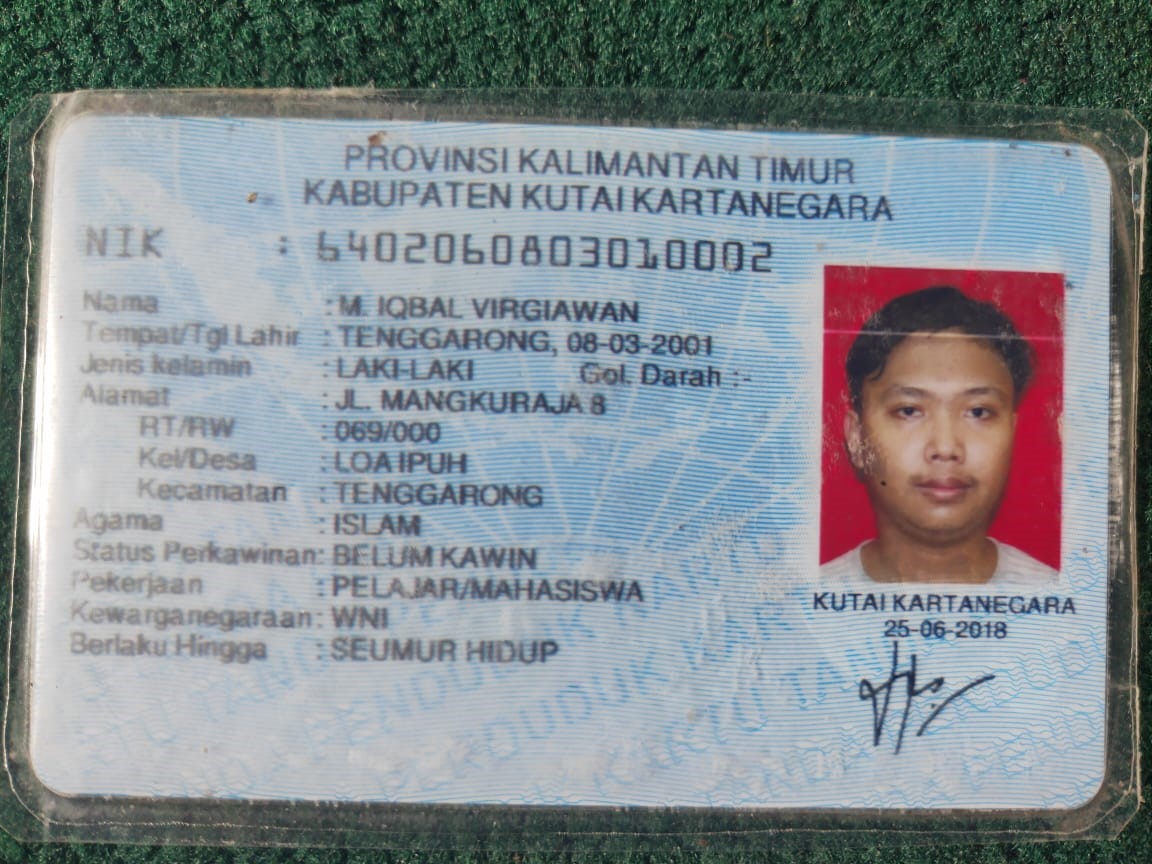 PROVINSI KALIMANTAN TIMUR
KABUPATEN KUTAI KARTANEGARA
NIK : 6402060803010002
Nama : M. IQBAL VIRGIAWAN
Tempat/Tgl Lahir : TENGGARONG, 08-03-2001
Jenis kelamin : LAKI-LAKI Gol. Darah :-
Alamat : JL. MANGKURAJA 8
RT/RW : 069/000
Kel/Desa : LOA IPUH
Kecamatan : TENGGARONG
Agama : ISLAM
Status Perkawinan: BELUM KAWIN
Pekerjaan : PELAJAR/MAHASISWA
Kewarganegaraan: WNI
Berlaku Hingga : SEUMUR HIDUP
KUTAI KARTANEGARA
25-06-2018